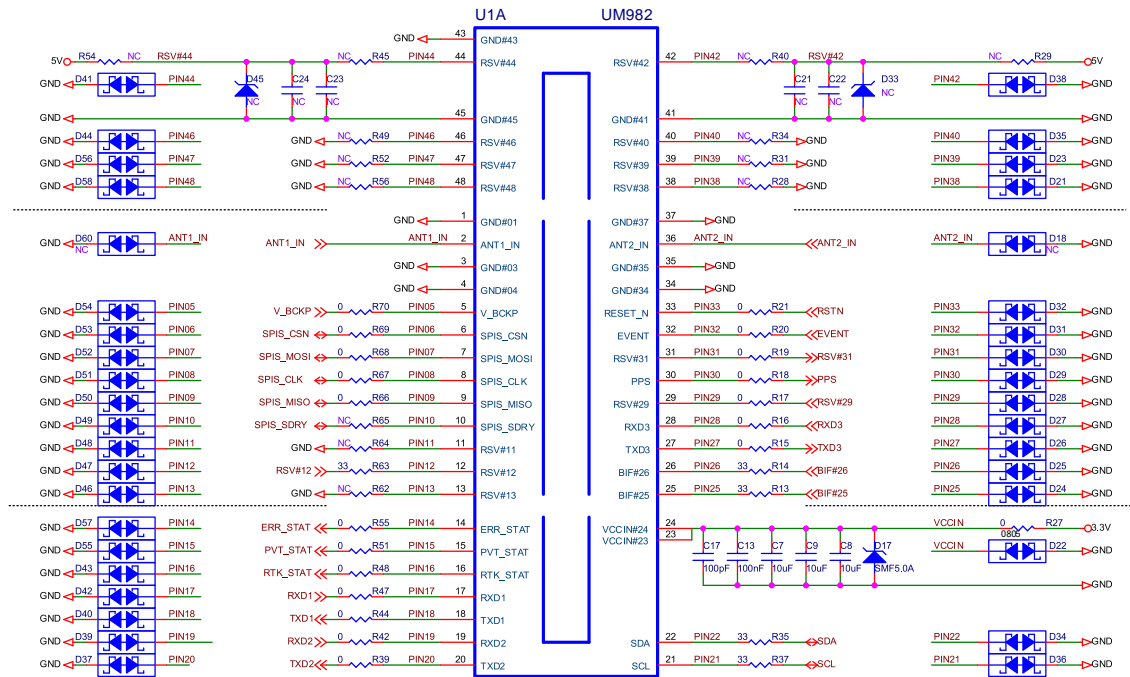 U1A UM982
GND 43 GND#43
5V R54 NC RSV#44 NC R45 PIN44 44 RSV#44 RSV#42 42 PIN42 NC R40 RSV#42 NC R29 5V
GND D41 PIN44 D45 NC C24 NC C23 NC C21 NC C22 NC D33 NC PIN42 D38 GND
GND 45 GND#45 GND#41 41 GND
GND D44 PIN46 GND NC R49 PIN46 46 RSV#46 RSV#40 40 PIN40 NC R34 GND PIN40 D35 GND
GND D56 PIN47 GND NC R52 PIN47 47 RSV#47 RSV#39 39 PIN39 NC R31 GND PIN39 D23 GND
GND D58 PIN48 GND NC R56 PIN48 48 RSV#48 RSV#38 38 PIN38 NC R28 GND PIN38 D21 GND
GND 1 GND#01 GND#37 37 GND
GND D60 NC ANT1_IN ANT1_IN ANT1_IN 2 ANT1_IN ANT2_IN 36 ANT2_IN ANT2_IN ANT2_IN D18 NC GND
GND 3 GND#03 GND#35 35 GND
GND 4 GND#04 GND#34 34 GND
GND D54 PIN05 V_BCKP 0 R70 PIN05 5 V_BCKP RESET_N 33 PIN33 0 R21 RSTN PIN33 D32 GND
GND D53 PIN06 SPIS_CSN 0 R69 PIN06 6 SPIS_CSN EVENT 32 PIN32 0 R20 EVENT PIN32 D31 GND
GND D52 PIN07 SPIS_MOSI 0 R68 PIN07 7 SPIS_MOSI RSV#31 31 PIN31 0 R19 RSV#31 PIN31 D30 GND
GND D51 PIN08 SPIS_CLK 0 R67 PIN08 8 SPIS_CLK PPS 30 PIN30 0 R18 PPS PIN30 D29 GND
GND D50 PIN09 SPIS_MISO 0 R66 PIN09 9 SPIS_MISO RSV#29 29 PIN29 0 R17 RSV#29 PIN29 D28 GND
GND D49 PIN10 SPIS_SDRY NC R65 PIN10 10 SPIS_SDRY RXD3 28 PIN28 0 R16 RXD3 PIN28 D27 GND
GND D48 PIN11 GND NC R64 PIN11 11 RSV#11 TXD3 27 PIN27 0 R15 TXD3 PIN27 D26 GND
GND D47 PIN12 RSV#12 33 R63 PIN12 12 RSV#12 BIF#26 26 PIN26 33 R14 BIF#26 PIN26 D25 GND
GND D46 PIN13 GND NC R62 PIN13 13 RSV#13 BIF#25 25 PIN25 33 R13 BIF#25 PIN25 D24 GND
GND D57 PIN14 ERR_STAT 0 R55 PIN14 14 ERR_STAT VCCIN#24 24 VCCIN 0 0805 R27 3.3V
VCCIN#23 23
GND D55 PIN15 PVT_STAT 0 R51 PIN15 15 PVT_STAT C17 100pF C13 100nF C7 10uF C9 10uF C8 10uF D17 SMF5.0A VCCIN D22 GND
GND D43 PIN16 RTK_STAT 0 R48 PIN16 16 RTK_STAT GND
GND D42 PIN17 RXD1 0 R47 PIN17 17 RXD1
GND D40 PIN18 TXD1 0 R44 PIN18 18 TXD1
GND D39 PIN19 RXD2 0 R42 PIN19 19 RXD2 SDA 22 PIN22 33 R35 SDA PIN22 D34 GND
GND D37 PIN20 TXD2 0 R39 PIN20 20 TXD2 SCL 21 PIN21 33 R37 SCL PIN21 D36 GND